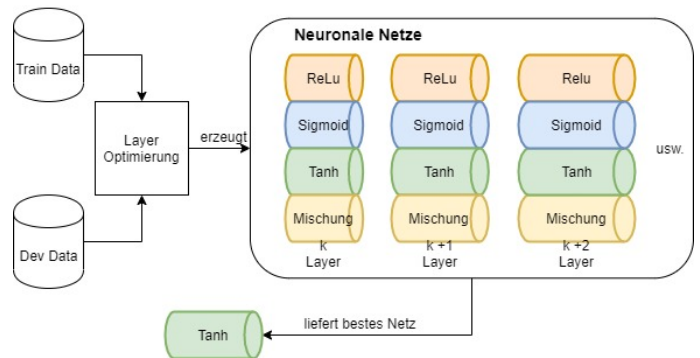 Train Data
Dev Data
Layer
Optimierung
erzeugt
Neuronale Netze
ReLu
Sigmoid
Tanh
Mischung
k
Layer
ReLu
Sigmoid
Tanh
Mischung
k +1
Layer
Relu
Sigmoid
Tanh
Mischung
k +2
Layer
usw.
liefert bestes Netz
Tanh